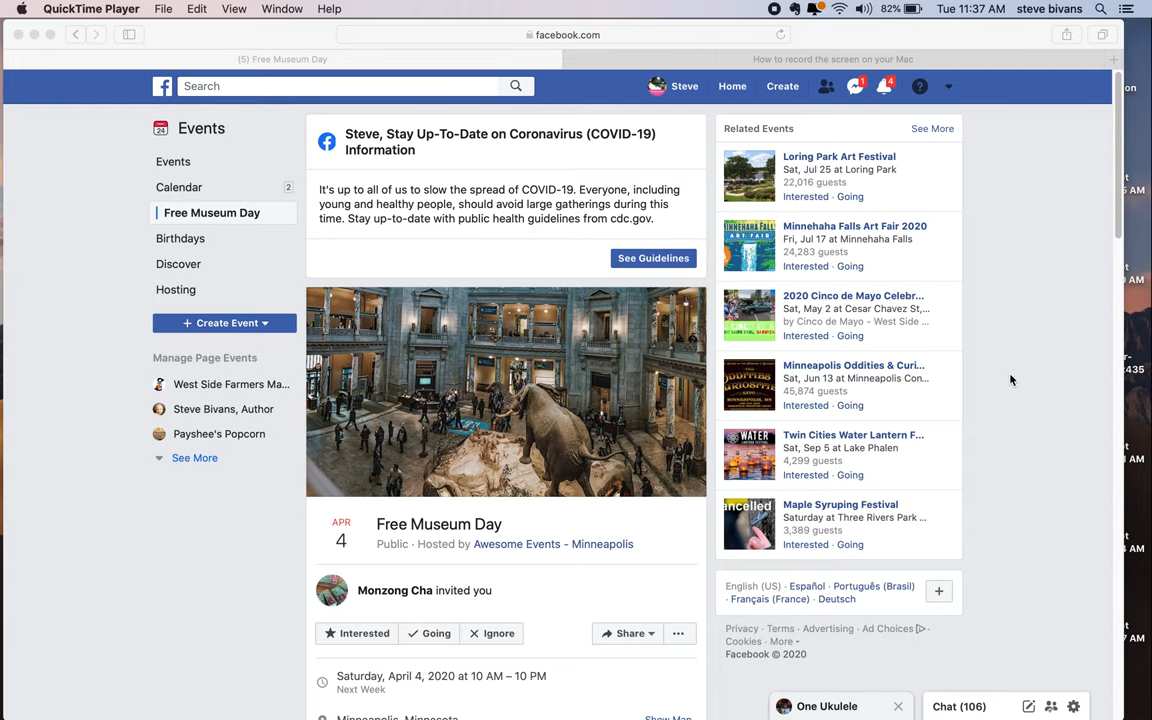 QuickTime Player File Edit View Window Help 82% Tue 11:37 AM steve bivans
facebook.com
(5) Free Museum Day How to record the screen on your Mac
Search Steve Home Create 1 4
24 Events
Events
Calendar 2
Free Museum Day
Birthdays
Discover
Hosting
+ Create Event
Manage Page Events
West Side Farmers Ma...
Steve Bivans, Author
Payshee's Popcorn
See More
Steve, Stay Up-To-Date on Coronavirus (COVID-19)
Information
It's up to all of us to slow the spread of COVID-19. Everyone, including
young and healthy people, should avoid large gatherings during this
time. Stay up-to-date with public health guidelines from cdc.gov.
See Guidelines
APR
4
Free Museum Day
Public · Hosted by Awesome Events - Minneapolis
Monzong Cha invited you
Interested Going Ignore Share ...
Saturday, April 4, 2020 at 10 AM – 10 PM
Next Week
Minneapolis, Minnesota Show Map
Related Events See More
Loring Park Art Festival
Sat, Jul 25 at Loring Park
22,016 guests
Interested · Going
Minnehaha Falls Art Fair 2020
Fri, Jul 17 at Minnehaha Falls
24,283 guests
Interested · Going
2020 Cinco de Mayo Celebr...
Sat, May 2 at Cesar Chavez St,...
by Cinco de Mayo - West Side ...
Interested · Going
Minneapolis Oddities & Curi...
Sat, Jun 13 at Minneapolis Con...
45,874 guests
Interested · Going
Twin Cities Water Lantern F...
Sat, Sep 5 at Lake Phalen
4,299 guests
Interested · Going
Maple Syruping Festival
Saturday at Three Rivers Park ...
3,389 guests
Interested · Going
English (US) · Español · Português (Brasil)
· Français (France) · Deutsch
Privacy · Terms · Advertising · Ad Choices ·
Cookies · More
Facebook © 2020
One Ukulele
Chat (106)